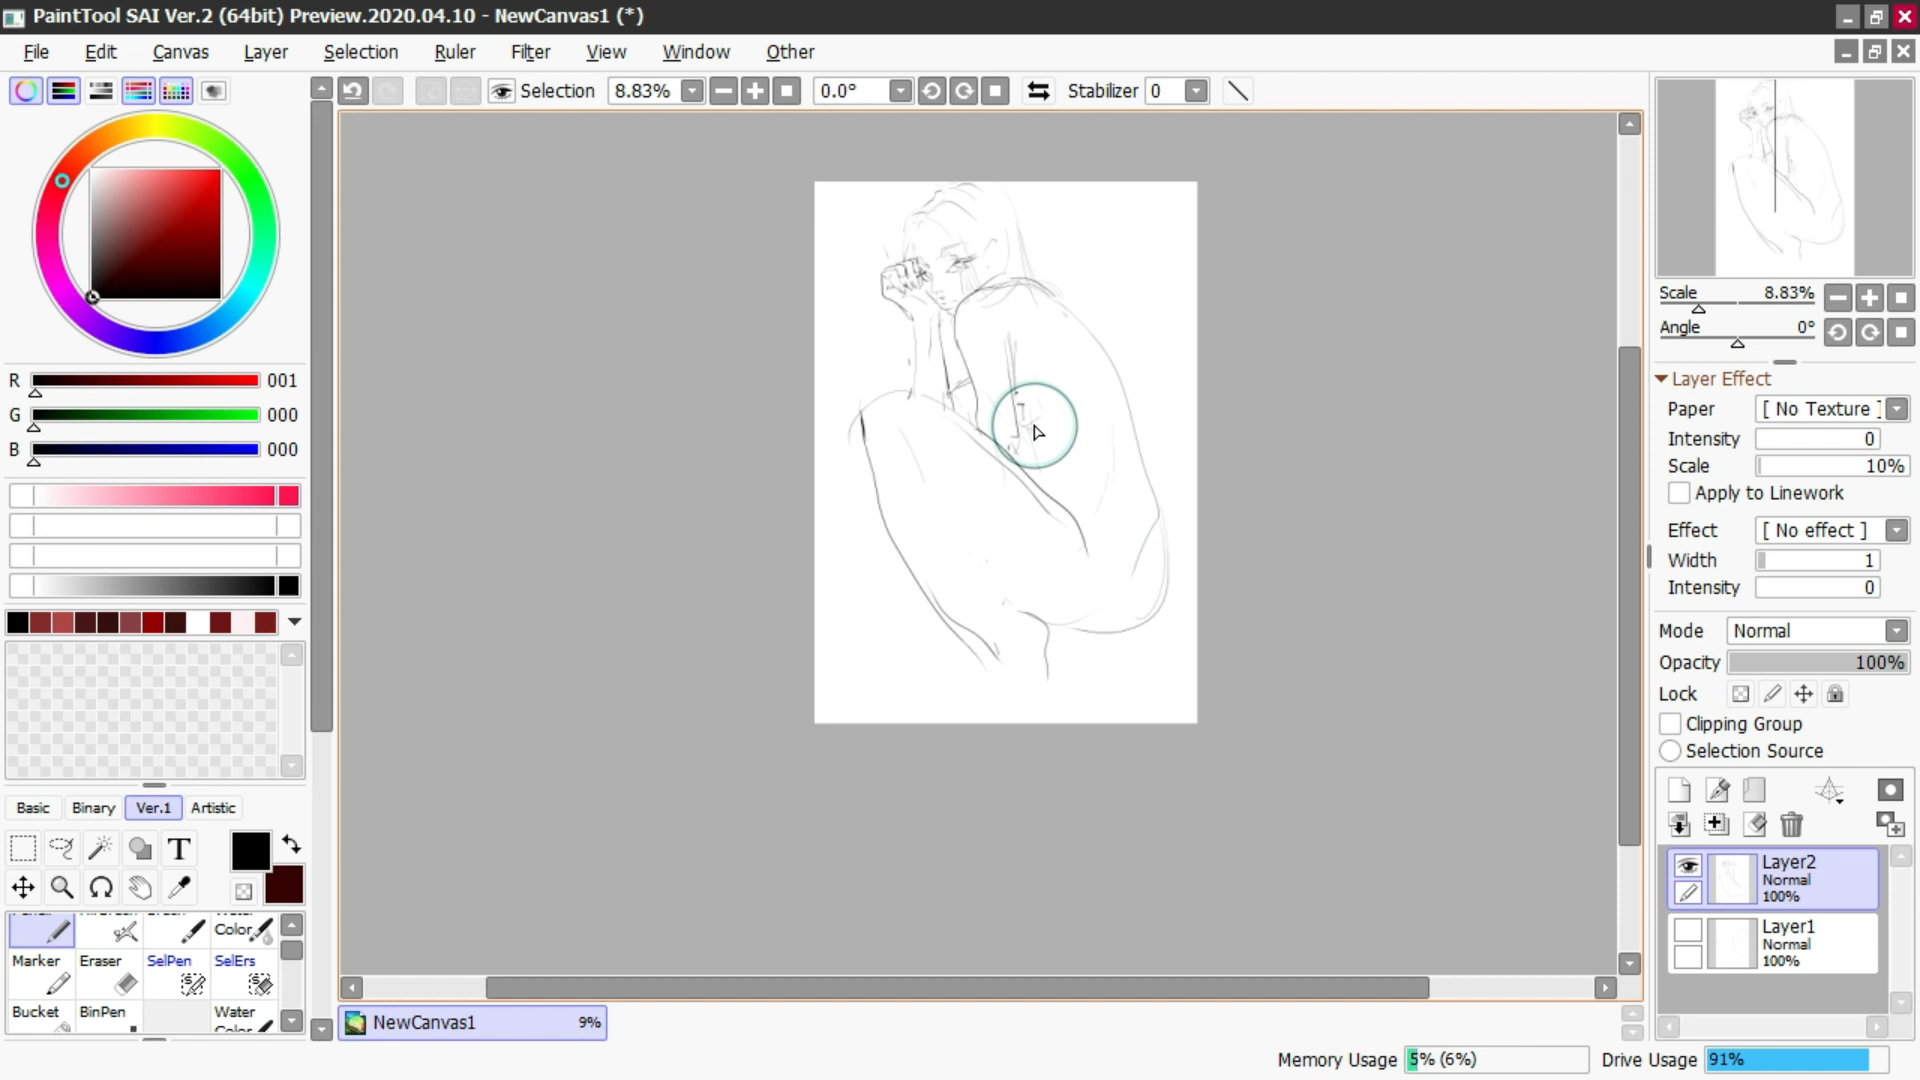 PaintTool SAI Ver.2 (64bit) Preview.2020.04.10 - NewCanvas1 (*)
File Edit Canvas Layer Selection Ruler Filter View Window Other
Selection 8.83% 0.0° Stabilizer 0
Scale 8.83%
Angle 0°
Layer Effect
Paper [ No Texture ]
Intensity 0
Scale 10%
Apply to Linework
Effect [ No effect ]
Width 1
Intensity 0
Mode Normal
Opacity 100%
Lock
Clipping Group
Selection Source
Layer2
Normal
100%
Layer1
Normal
100%
R 001
G 000
B 000
Basic Binary Ver.1 Artistic
T
Color
Marker Eraser SelPen SelErs
Bucket BinPen Water
Color
NewCanvas1 9%
Memory Usage 5% (6%) Drive Usage 91%